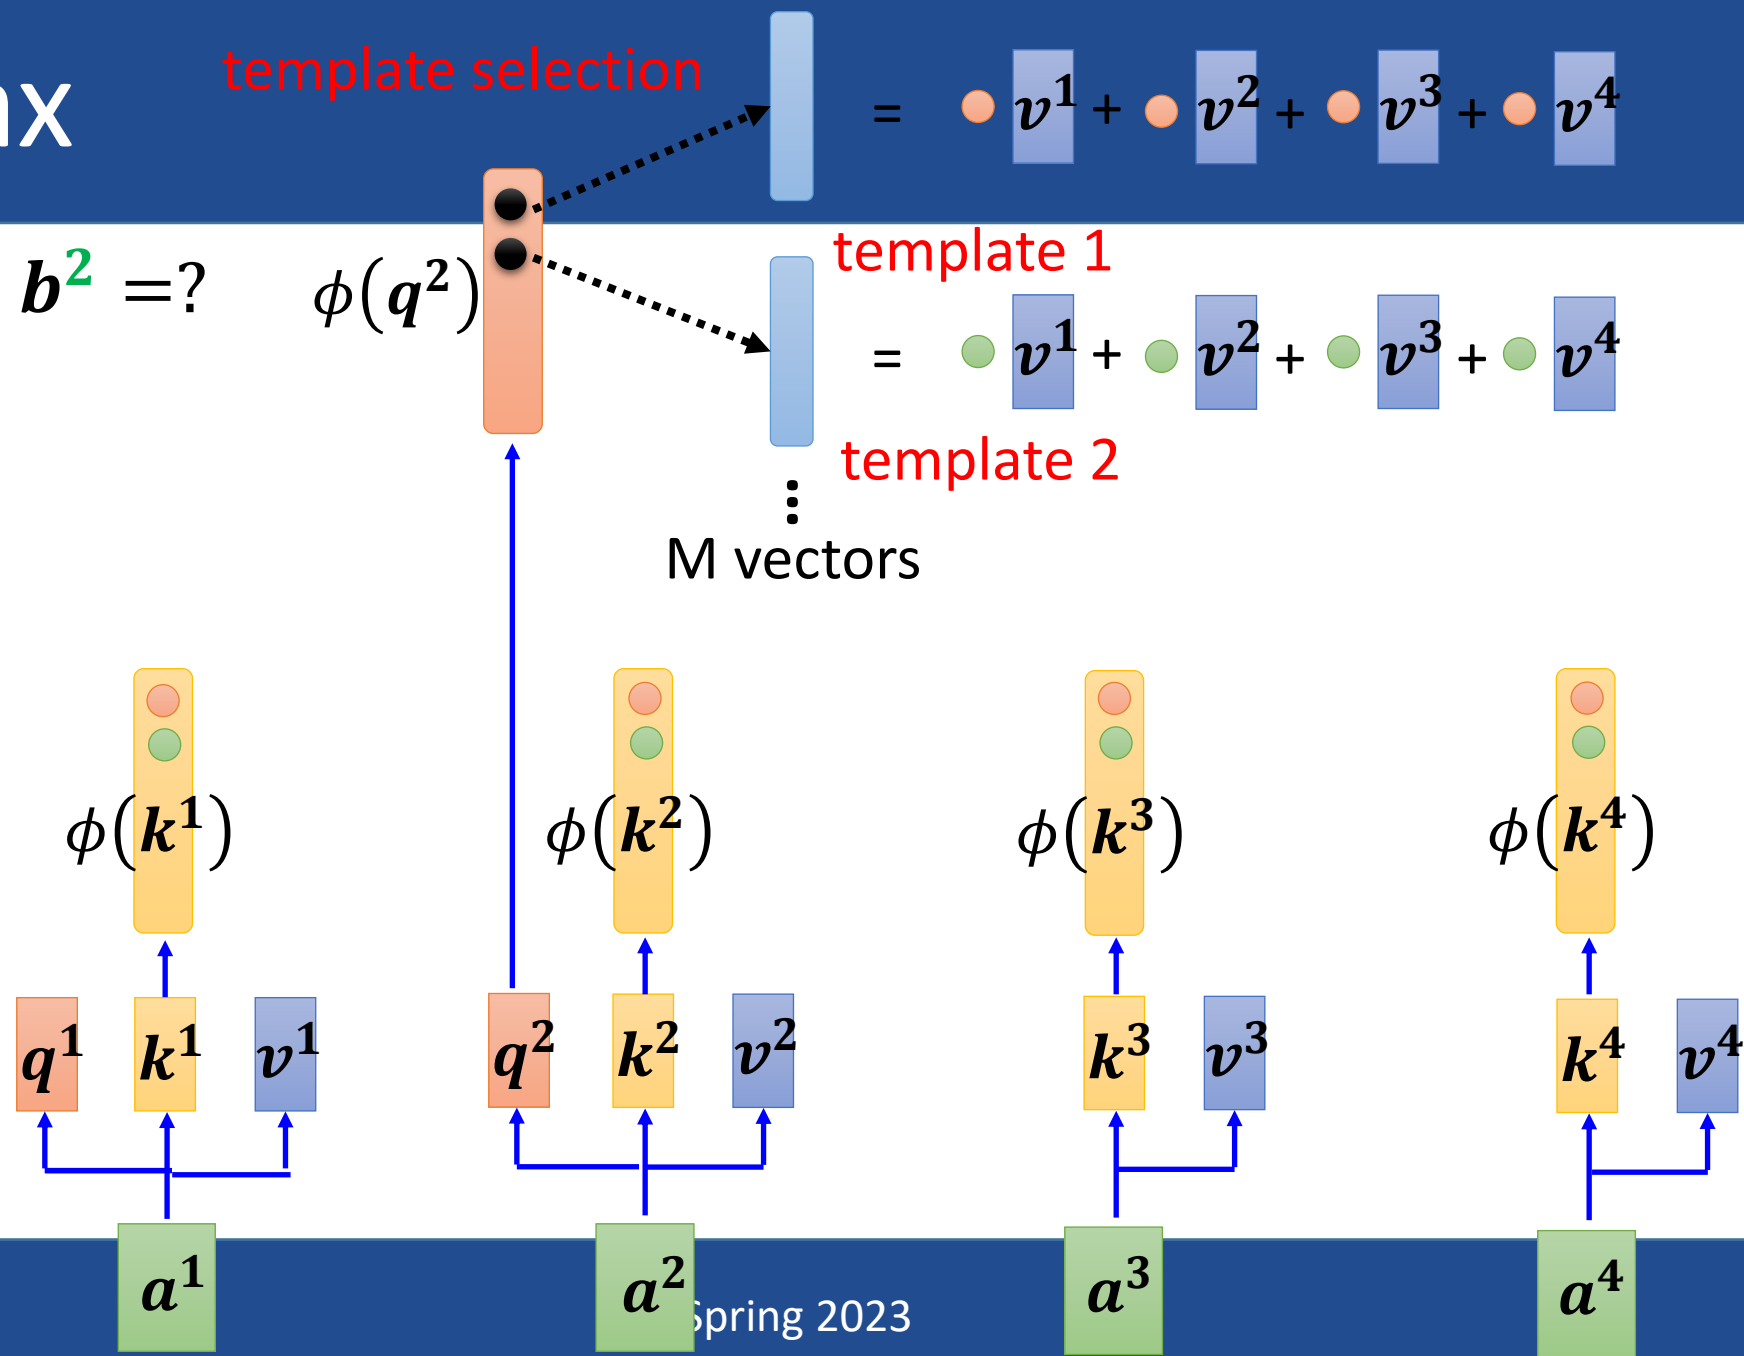 template selection
= v¹ + v² + v³ + v⁴
template 1
b² =? ϕ(q²)
= v¹ + v² + v³ + v⁴
template 2
⋮
M vectors
ϕ(k¹) ϕ(k²) ϕ(k³) ϕ(k⁴)
q¹ k¹ v¹ q² k² v² k³ v³ k⁴ v⁴
a¹ a² a³ a⁴
Spring 2023